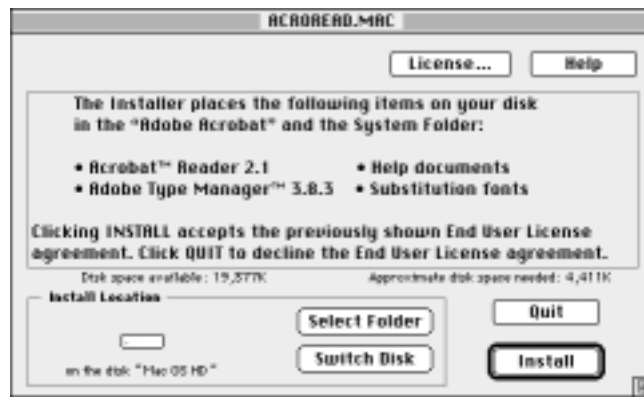 ACROREAD.MAC
License... Help
The Installer places the following items on your disk
in the “Adobe Acrobat” and the System Folder:
• Acrobat™ Reader 2.1 • Help documents
• Adobe Type Manager™ 3.8.3 • Substitution fonts
Clicking INSTALL accepts the previously shown End User License
agreement. Click QUIT to decline the End User License agreement.
Disk space available: 19,377K Approximate disk space needed: 4,411K
Install Location
Select Folder Quit
Switch Disk Install
on the disk "Mac OS HD"